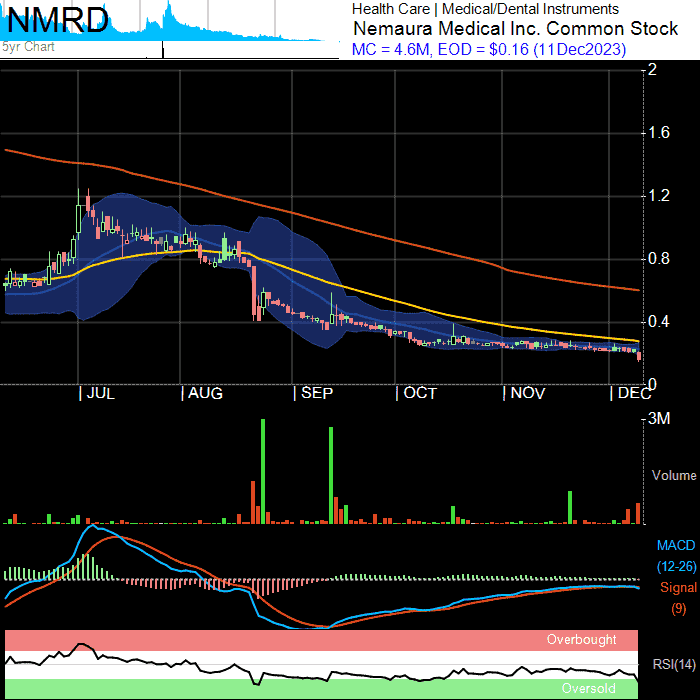 NMRD
5yr Chart
Health Care | Medical/Dental Instruments
Nemaura Medical Inc. Common Stock
MC = 4.6M, EOD = $0.16 (11Dec2023)
2
1.6
1.2
0.8
0.4
0
| JUL | AUG | SEP | OCT | NOV | DEC
3M
Volume
MACD
(12-26)
Signal
(9)
Overbought
RSI(14)
Oversold